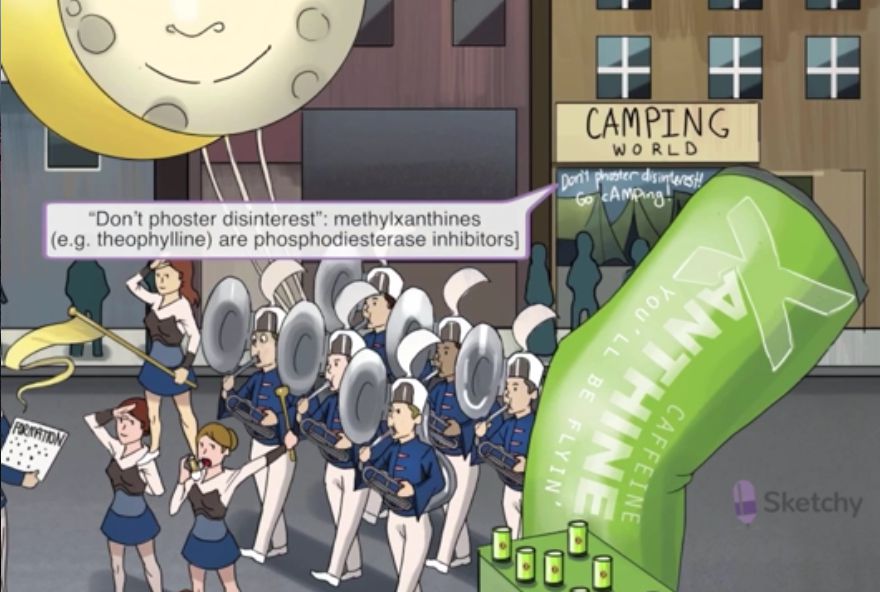 CAMPING
WORLD
Don't phoster disinterest!
Go cAMPing!
"Don't phoster disinterest": methylxanthines
(e.g. theophylline) are phosphodiesterase inhibitors]
XANTHINE
YOU'LL BE FLYIN'
CAFFEINE
FORMATION
Sketchy